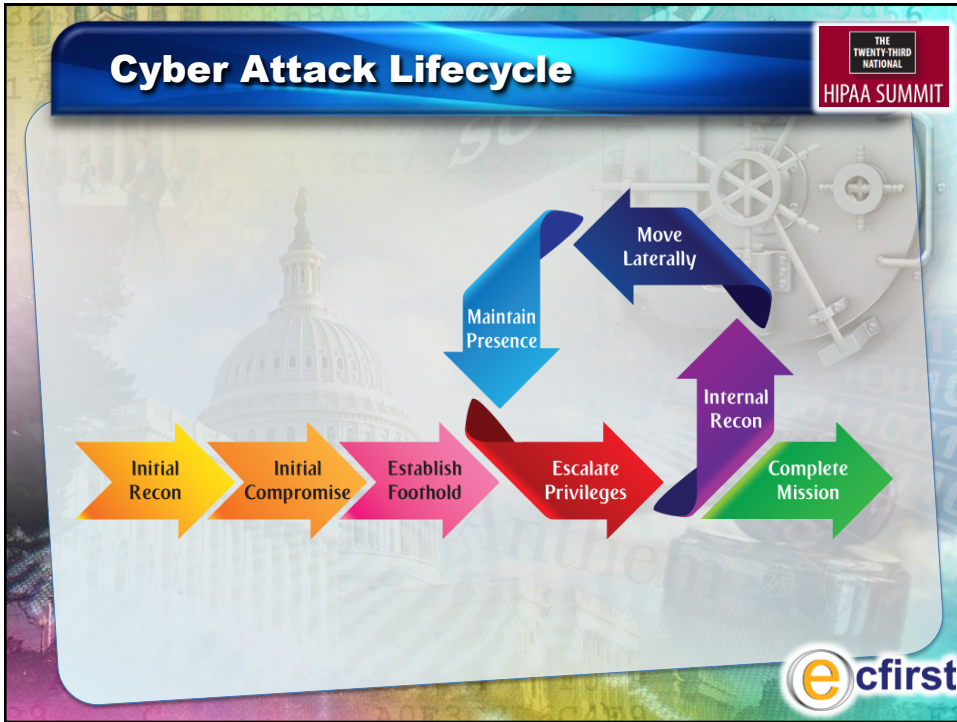 Cyber Attack Lifecycle
THE
TWENTY-THIRD
NATIONAL
HIPAA SUMMIT
Move
Laterally
Maintain
Presence
Internal
Recon
Initial
Recon
Initial
Compromise
Establish
Foothold
Escalate
Privileges
Complete
Mission
Anthem
e cfirst